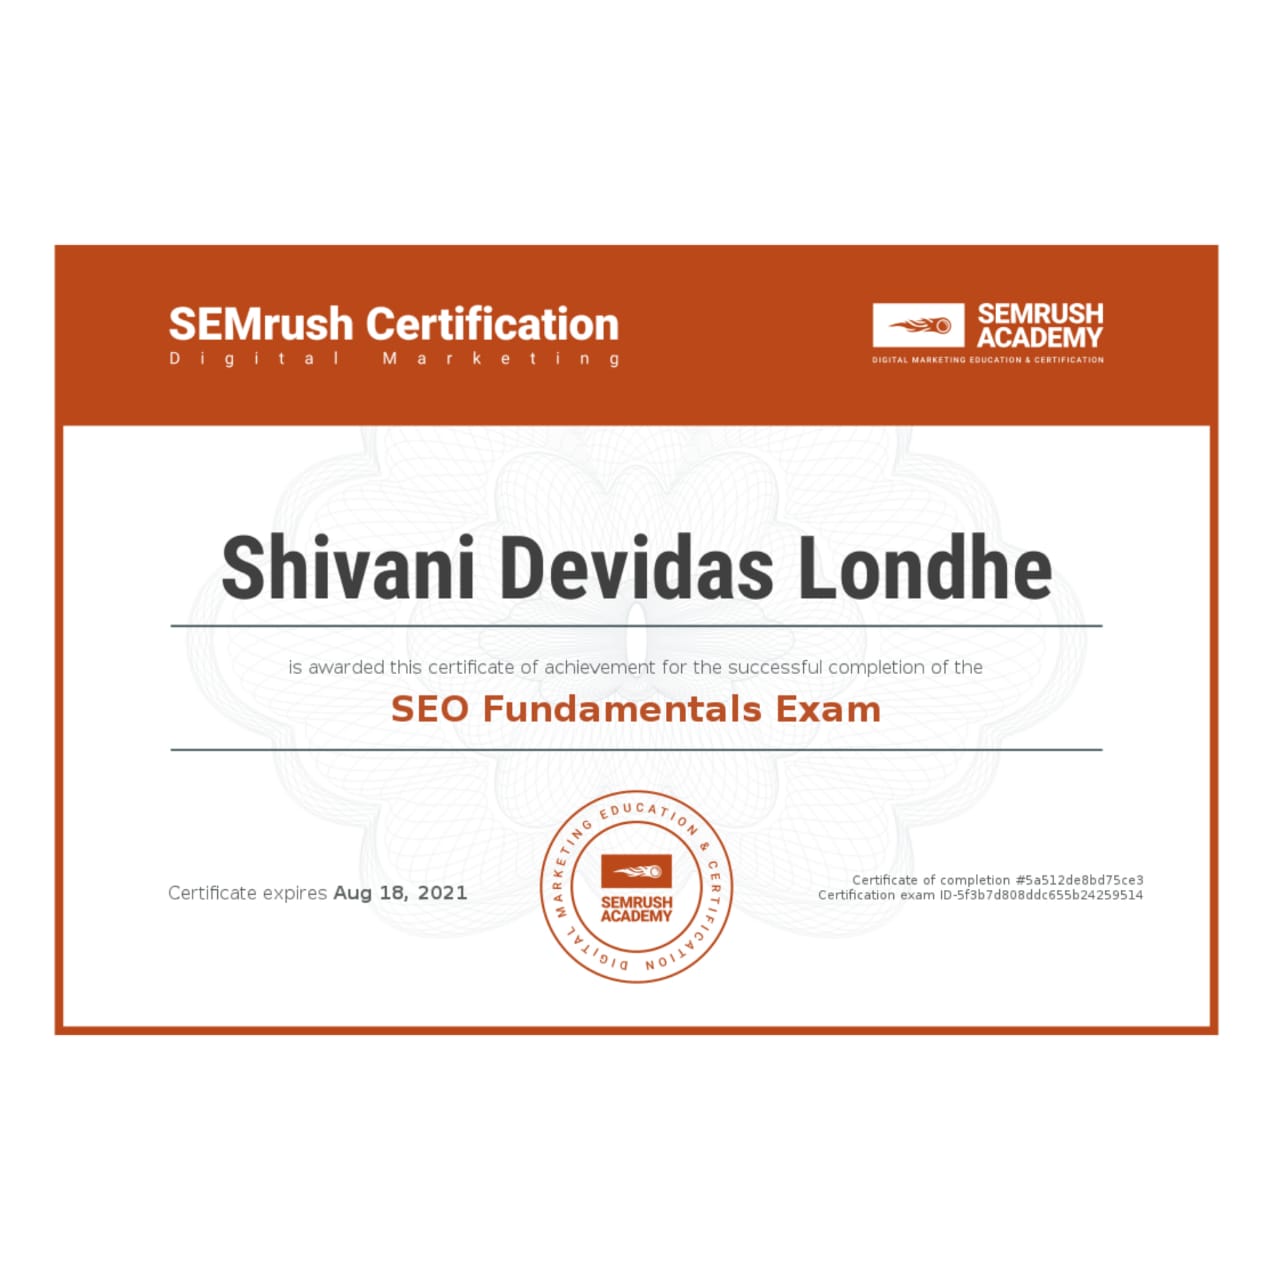 SEMrush Certification
Digital Marketing
SEMRUSH
ACADEMY
DIGITAL MARKETING EDUCATION & CERTIFICATION
Shivani Devidas Londhe
is awarded this certificate of achievement for the successful completion of the
SEO Fundamentals Exam
Certificate expires Aug 18, 2021
DIGITAL MARKETING EDUCATION & CERTIFICATION
SEMRUSH
ACADEMY
Certificate of completion #5a512de8bd75ce3
Certification exam ID-5f3b7d808ddc655b24259514